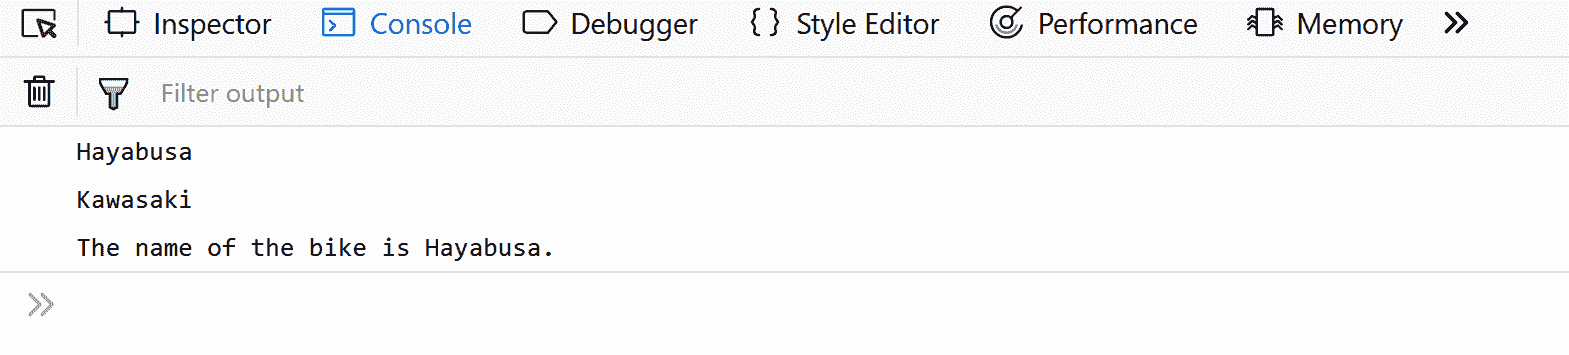 Inspector Console Debugger { } Style Editor Performance Memory »
Filter output
Hayabusa
Kawasaki
The name of the bike is Hayabusa.
»